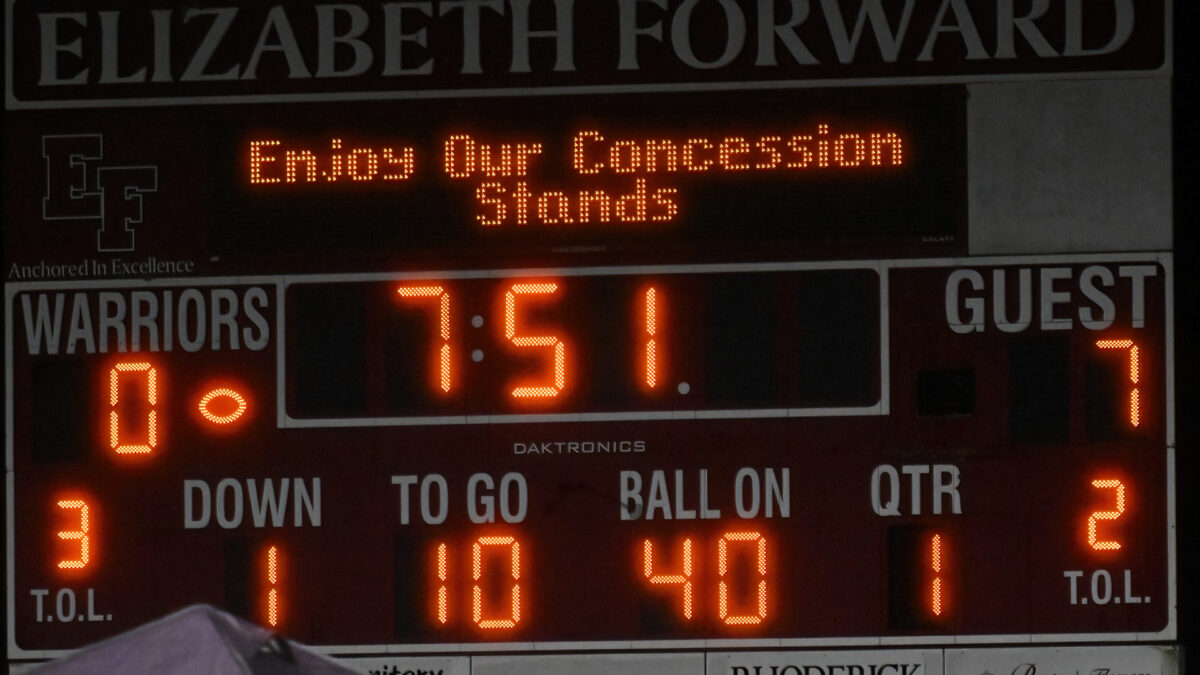 ELIZABETH FORWARD
Enjoy Our Concession
Stands
EF
Anchored In Excellence
DAKTRONICS
WARRIORS
7:51.
GUEST
0
7
DAKTRONICS
DOWN
TO GO
BALL ON
QTR
3
1
10
40
1
2
T.O.L.
T.O.L.
RHODERICK